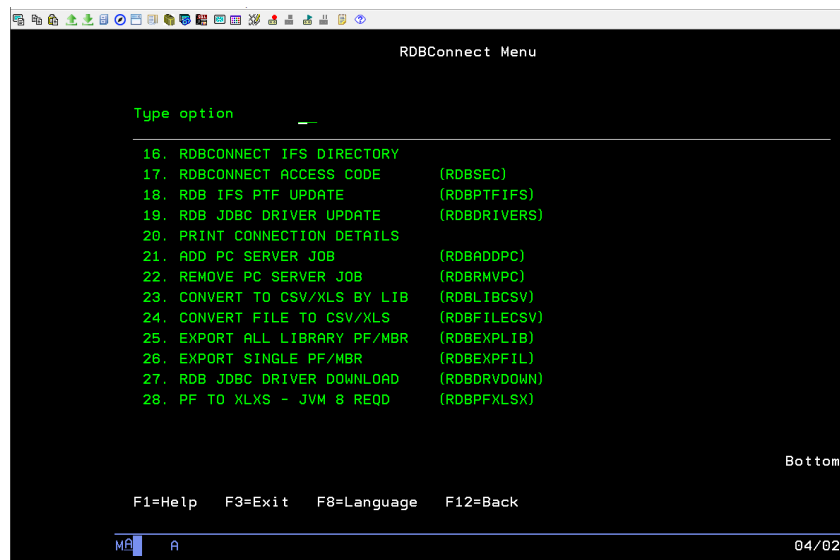 RDBConnect Menu
Type option
16. RDBCONNECT IFS DIRECTORY
17. RDBCONNECT ACCESS CODE (RDBSEC)
18. RDB IFS PTF UPDATE (RDBPTFIFS)
19. RDB JDBC DRIVER UPDATE (RDBDRIVERS)
20. PRINT CONNECTION DETAILS
21. ADD PC SERVER JOB (RDBADDPC)
22. REMOVE PC SERVER JOB (RDBRMVPC)
23. CONVERT TO CSV/XLS BY LIB (RDBLIBCSV)
24. CONVERT FILE TO CSV/XLS (RDBFILECSV)
25. EXPORT ALL LIBRARY PF/MBR (RDBEXPLIB)
26. EXPORT SINGLE PF/MBR (RDBEXPFIL)
27. RDB JDBC DRIVER DOWNLOAD (RDBDRVDOWN)
28. PF TO XLXS - JVM 8 REQD (RDBPFXLSX)
Bottom
F1=Help F3=Exit F8=Language F12=Back
MA A 04/02